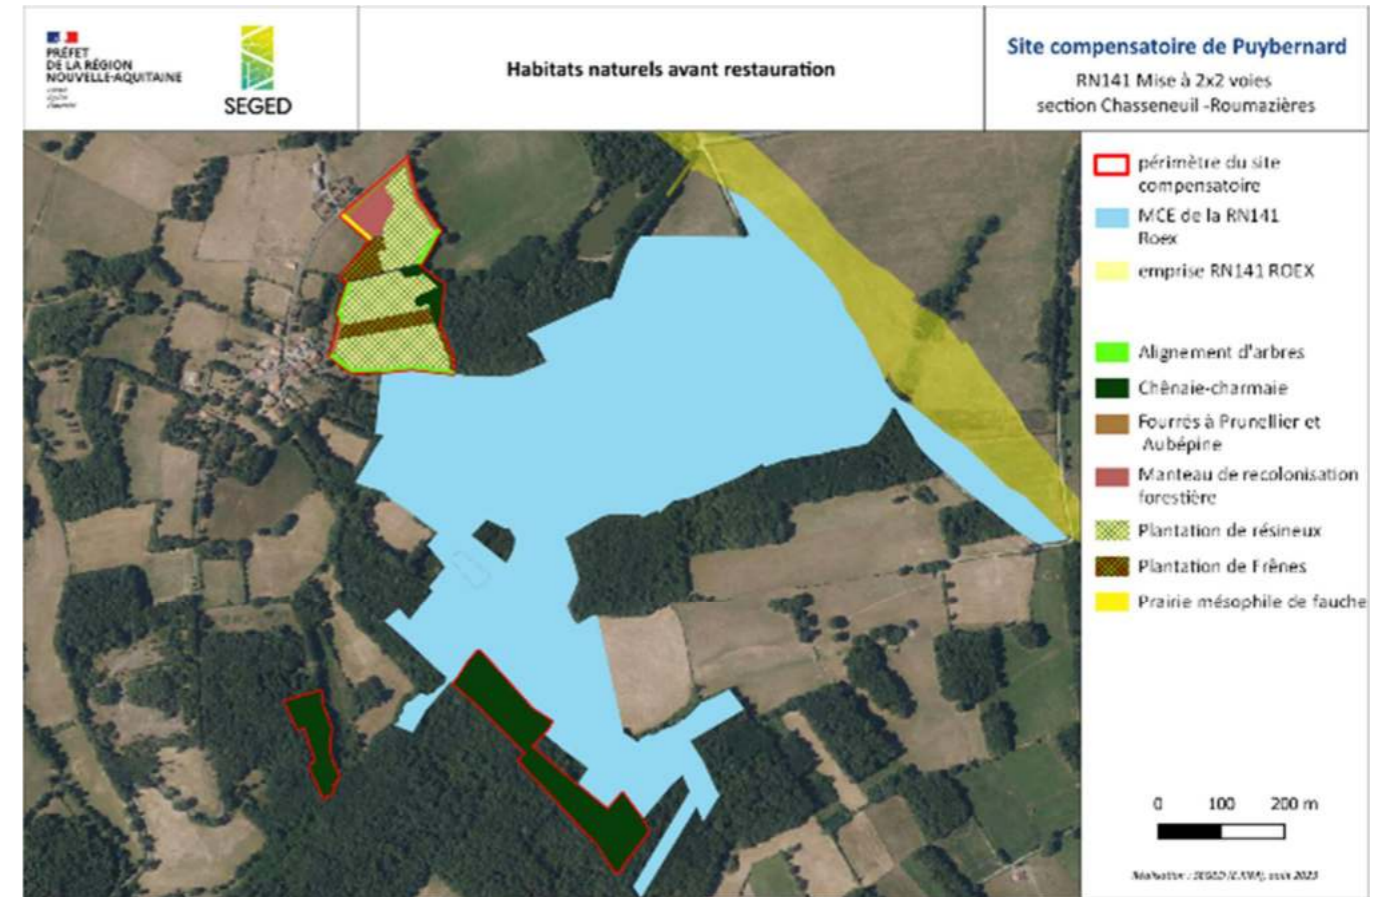 PRÉFET
DE LA RÉGION
NOUVELLE-AQUITAINE
SEGED
Habitats naturels avant restauration
Site compensatoire de Puybernard
RN141 Mise à 2x2 voies
section Chasseneuil -Roumazières
périmètre du site
compensatoire
MCE de la RN141
Roex
emprise RN141 ROEX
Alignement d'arbres
Chênaie-charmaie
Fourrés à Prunellier et
Aubépine
Manteau de recolonisation
forestière
Plantation de résineux
Plantation de Frênes
Prairie mésophile de fauche
0 100 200 m
Réalisation : SEGED 2023